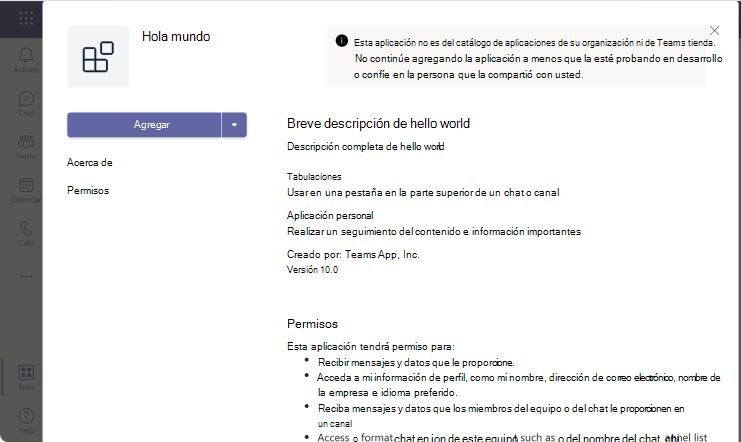 Hola mundo
Esta aplicación no es del catálogo de aplicaciones de su organización ni de Teams tienda.
No continúe agregando la aplicación a menos que la esté probando en desarrollo
o confíe en la persona que la compartió con usted.
Activity
Chat
Teams
Calendar
Calls
Apps
Help
Agregar
Acerca de
Permisos
Breve descripción de hello world
Descripción completa de hello world
Tabulaciones
Usar en una pestaña en la parte superior de un chat o canal
Aplicación personal
Realizar un seguimiento del contenido e información importantes
Creado por: Teams App, Inc.
Versión 10.0
Permisos
Esta aplicación tendrá permiso para:
• Recibir mensajes y datos que le proporcione.
• Acceda a mi información de perfil, como mi nombre, dirección de correo electrónico, nombre de
la empresa e idioma preferido.
• Reciba mensajes y datos que los miembros del equipo o del chat le proporcionen en
un canal
• Access o format chat en ion de este equipo such as o del nombre del chat, nnel list